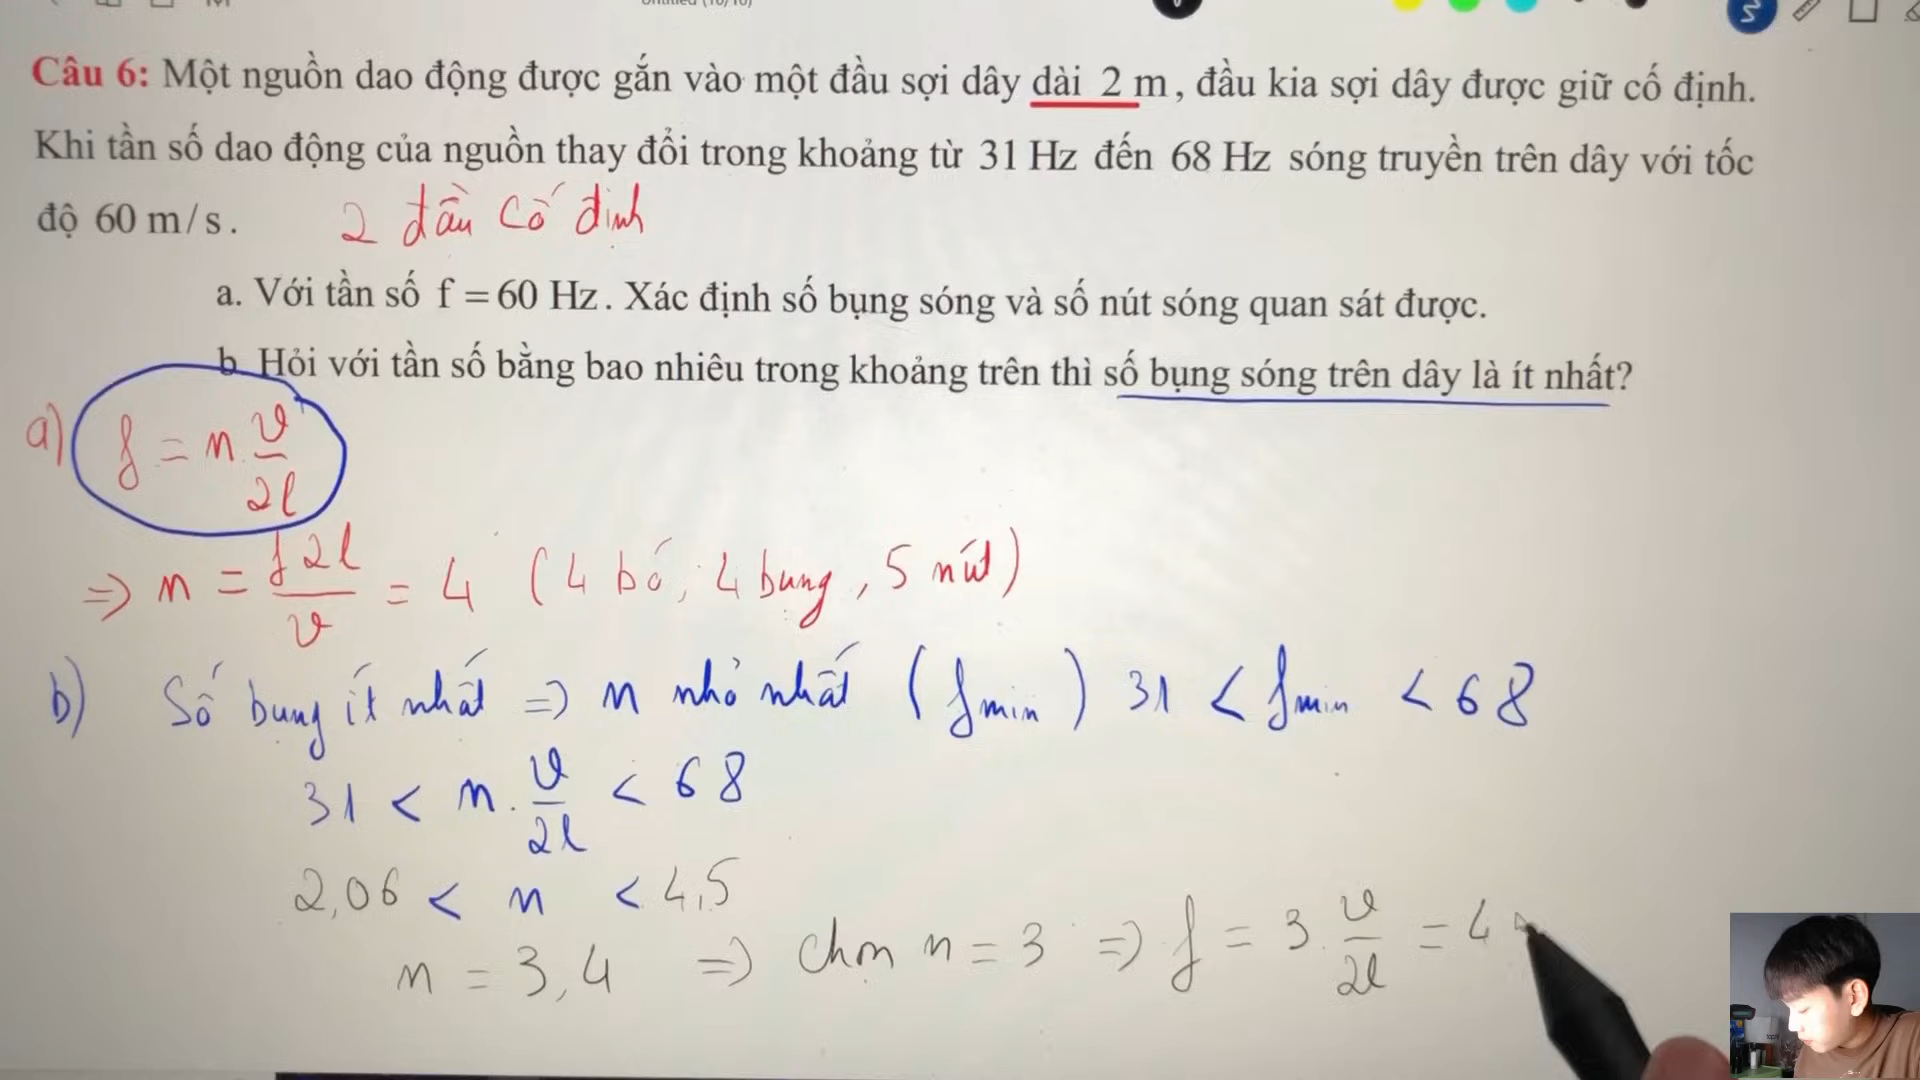 Câu 6: Một nguồn dao động được gắn vào một đầu sợi dây dài 2 m, đầu kia sợi dây được giữ cố định.
Khi tần số dao động của nguồn thay đổi trong khoảng từ 31 Hz đến 68 Hz sóng truyền trên dây với tốc
độ 60 m/s.
2 đầu cố định
a. Với tần số f = 60 Hz. Xác định số bụng sóng và số nút sóng quan sát được.
b. Hỏi với tần số bằng bao nhiêu trong khoảng trên thì số bụng sóng trên dây là ít nhất?
a) f = n v/2l
=> n = f2l/v = 4 (4 bó, 4 bụng, 5 nút)
b) Số bụng ít nhất => n nhỏ nhất (fmin) 31 < fmin < 68
31 < n. v/2l < 68
2,06 < n < 4,5
n = 3,4 => chọn n = 3 => f = 3. v/2l = 4